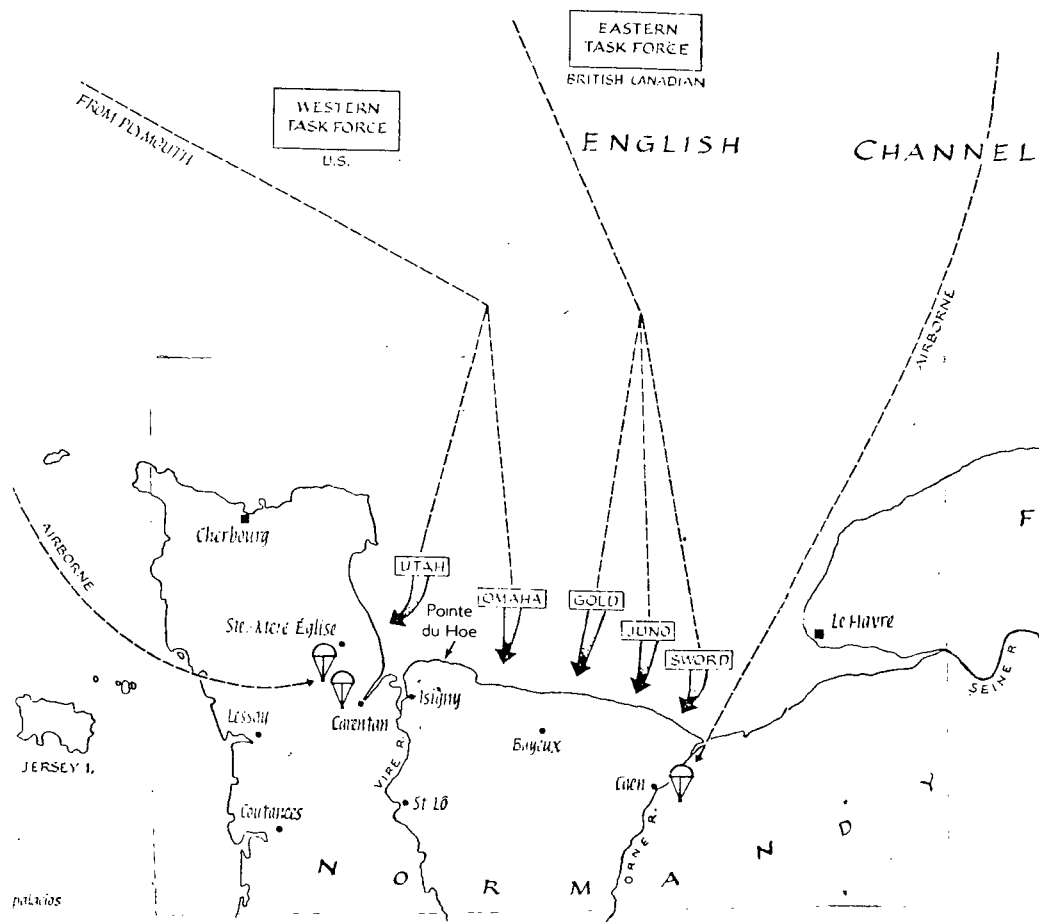 EASTERN
TASK FORCE
BRITISH CANADIAN
WESTERN
TASK FORCE
U.S.
FROM PLYMOUTH
ENGLISH CHANNEL
AIRBORNE
AIRBORNE
Cherbourg
UTAH
OMAHA
GOLD
JUNO
SWORD
Pointe
du Hoe
Ste. Mère Église
Le Havre
F
SEINE R.
Isigny
Carentan
Lessay
Bayeux
JERSEY I.
VIRE R.
Caen
St Lô
Coutances
ORNE R.
NORMANDY
palacios